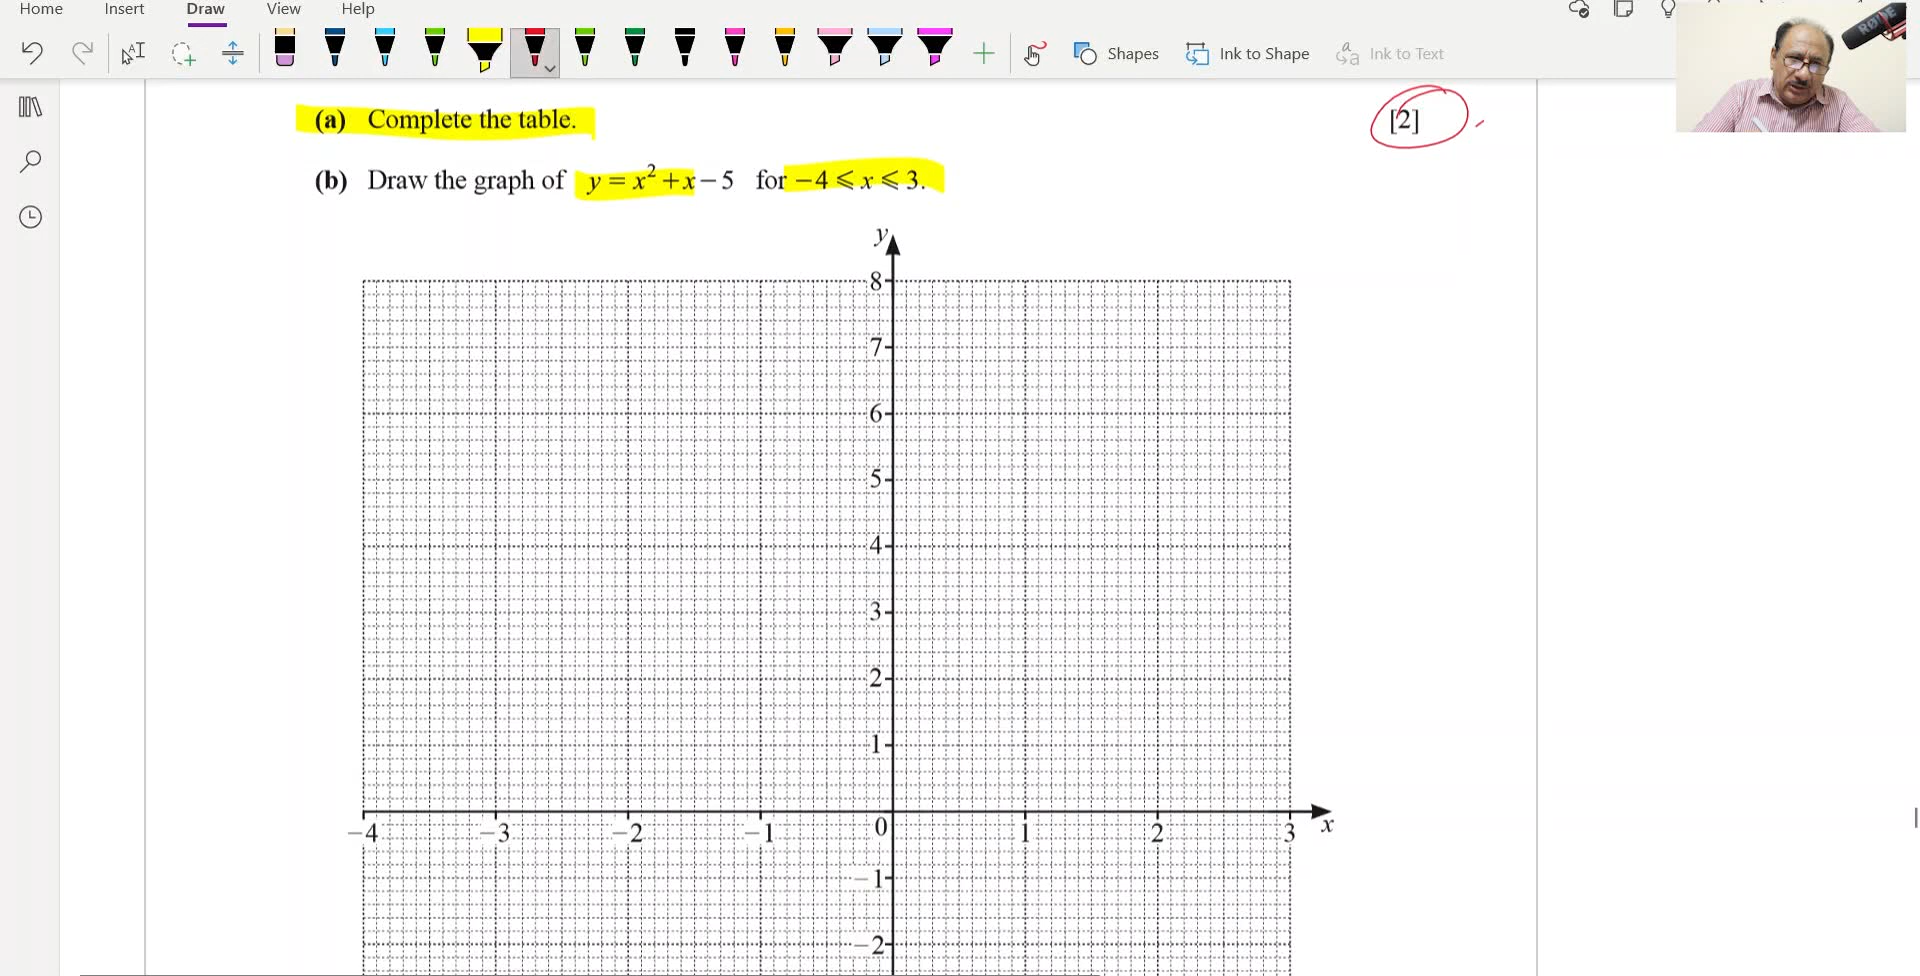 Home Insert Draw View Help
Shapes Ink to Shape Ink to Text
RØDE
(a) Complete the table. [2]
(b) Draw the graph of y = x² + x − 5 for −4 ⩽ x ⩽ 3.
y
8
7
6
5
4
3
2
1
−4 −3 −2 −1 0 1 2 3 x
−1
−2